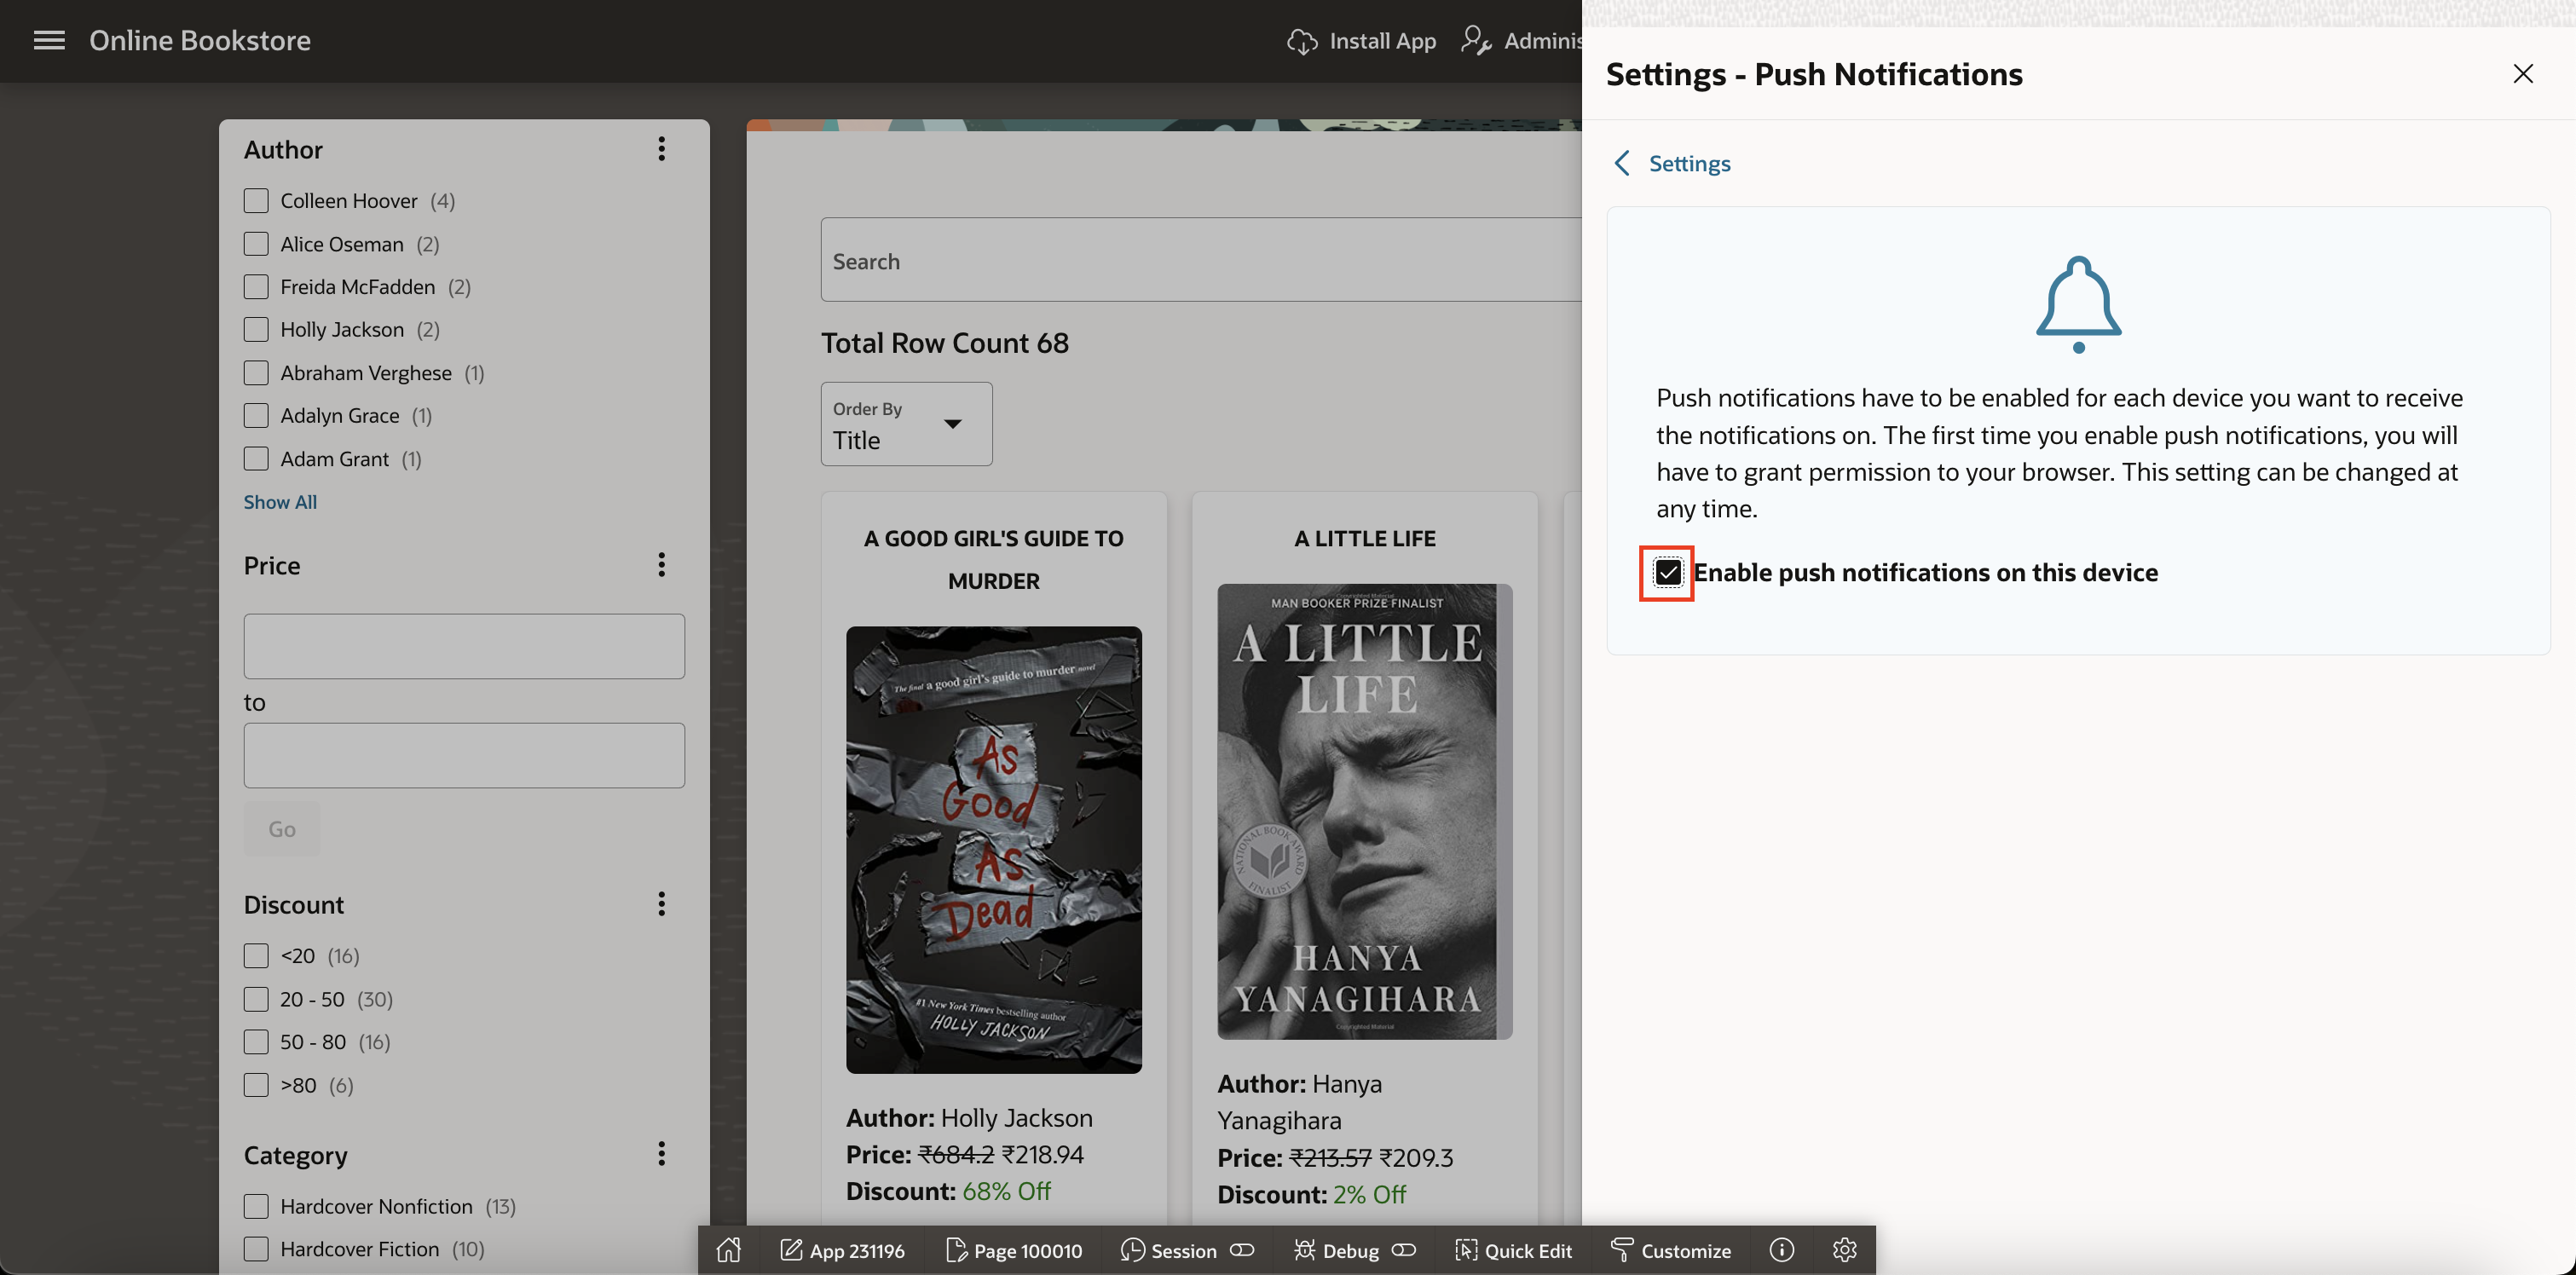 Online Bookstore
Install App
Adminis
Author
Colleen Hoover (4)
Alice Oseman (2)
Freida McFadden (2)
Holly Jackson (2)
Abraham Verghese (1)
Adalyn Grace (1)
Adam Grant (1)
Show All
Price
to
Go
Discount
<20 (16)
20 - 50 (30)
50 - 80 (16)
>80 (6)
Category
Hardcover Nonfiction (13)
Hardcover Fiction (10)
Search
Total Row Count 68
Order By
Title
A GOOD GIRL'S GUIDE TO
MURDER
The final a good girl's guide to murder novel
As
Good
As
Dead
#1 New York Times bestselling author
HOLLY JACKSON
Author: Holly Jackson
Price: ₹684.2 ₹218.94
Discount: 68% Off
A LITTLE LIFE
Copyrighted Material
MAN BOOKER PRIZE FINALIST
A LITTLE
LIFE
NATIONAL BOOK AWARD
FINALIST
HANYA
YANAGIHARA
Copyrighted Material
Author: Hanya
Yanagihara
Price: ₹213.57 ₹209.3
Discount: 2% Off
Settings - Push Notifications
Settings
Push notifications have to be enabled for each device you want to receive
the notifications on. The first time you enable push notifications, you will
have to grant permission to your browser. This setting can be changed at
any time.
Enable push notifications on this device
App 231196
Page 100010
Session
Debug
Quick Edit
Customize